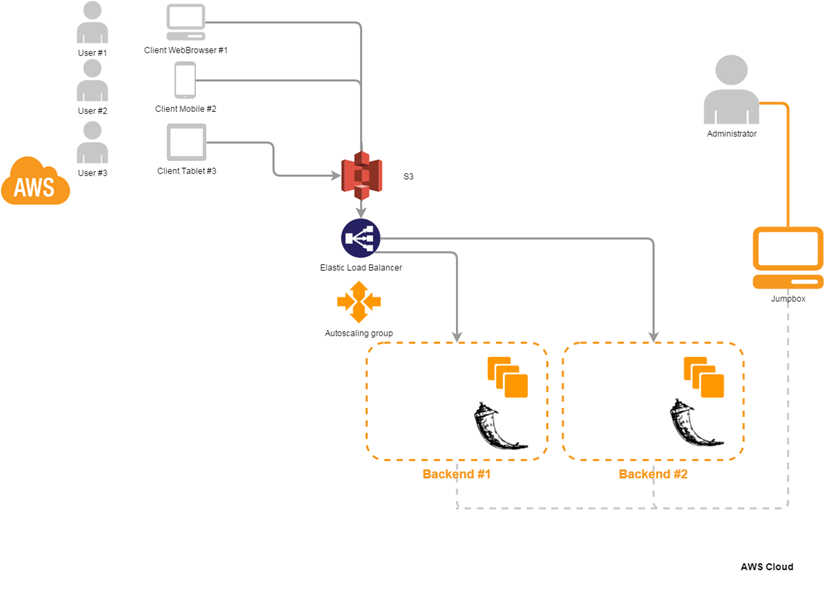 User #1
Client WebBrowser #1
User #2
Client Mobile #2
User #3
Client Tablet #3
AWS
S3
Administrator
Elastic Load Balancer
Jumpbox
Autoscaling group
Backend #1
Backend #2
AWS Cloud